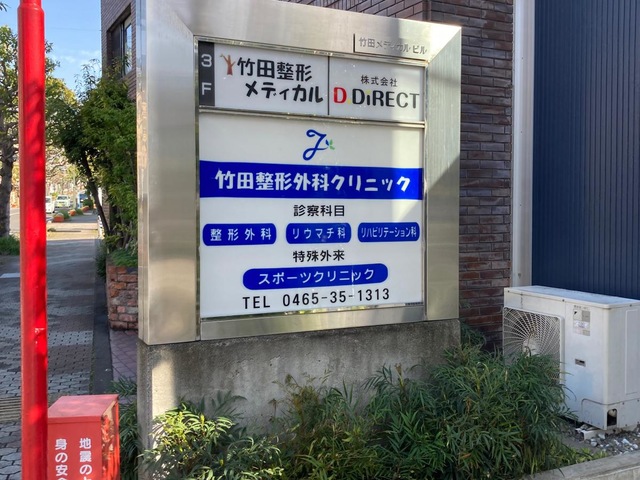 竹田メディカルビル
3F
竹田整形
メディカル
株式会社
D DiRECT
竹田整形外科クリニック
診察科目
整形外科 リウマチ科 リハビリテーション科
特殊外来
スポーツクリニック
TEL 0465-35-1313
地震の
身の安